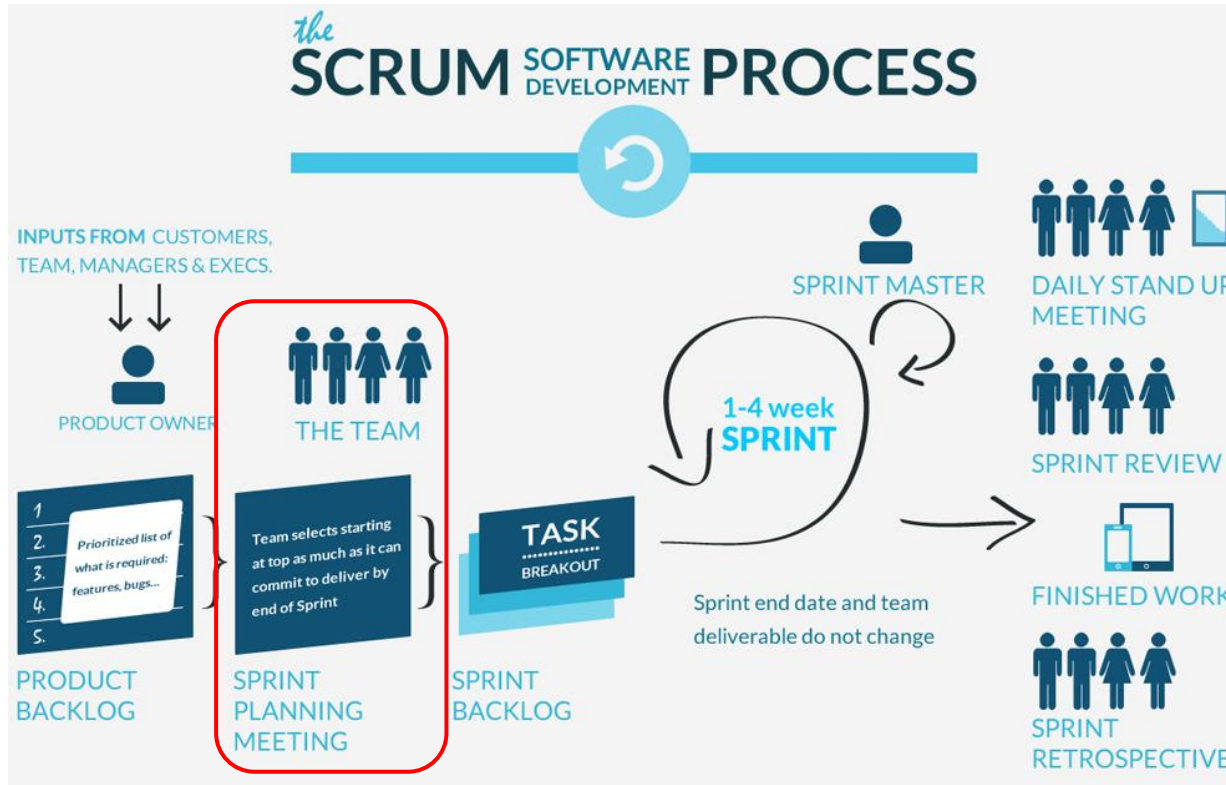 the
SCRUM SOFTWARE DEVELOPMENT PROCESS
INPUTS FROM CUSTOMERS,
TEAM, MANAGERS & EXECS.
PRODUCT OWNER
THE TEAM
1
2.
3.
4.
5.
Prioritized list of
what is required:
features, bugs...
PRODUCT
BACKLOG
Team selects starting
at top as much as it can
commit to deliver by
end of Sprint
SPRINT
PLANNING
MEETING
TASK
BREAKOUT
SPRINT
BACKLOG
SPRINT MASTER
1-4 week
SPRINT
Sprint end date and team
deliverable do not change
DAILY STAND UP
MEETING
SPRINT REVIEW
FINISHED WORK
SPRINT
RETROSPECTIVE